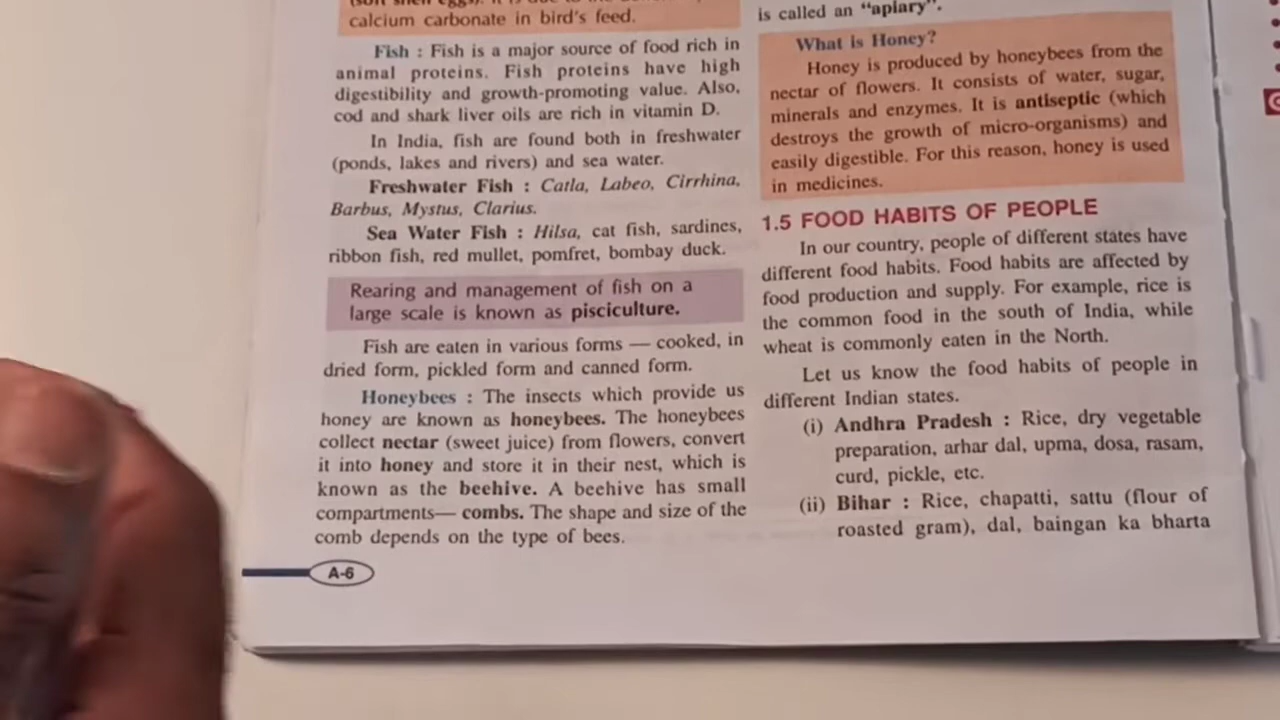 calcium carbonate in bird's feed.
Fish : Fish is a major source of food rich in
animal proteins. Fish proteins have high
digestibility and growth-promoting value. Also,
cod and shark liver oils are rich in vitamin D.
In India, fish are found both in freshwater
(ponds, lakes and rivers) and sea water.
Freshwater Fish : Catla, Labeo, Cirrhina,
Barbus, Mystus, Clarius.
Sea Water Fish : Hilsa, cat fish, sardines,
ribbon fish, red mullet, pomfret, bombay duck.
Rearing and management of fish on a
large scale is known as pisciculture.
Fish are eaten in various forms — cooked, in
dried form, pickled form and canned form.
Honeybees : The insects which provide us
honey are known as honeybees. The honeybees
collect nectar (sweet juice) from flowers, convert
it into honey and store it in their nest, which is
known as the beehive. A beehive has small
compartments— combs. The shape and size of the
comb depends on the type of bees.
A-6
is called an "apiary".
What is Honey?
Honey is produced by honeybees from the
nectar of flowers. It consists of water, sugar,
minerals and enzymes. It is antiseptic (which
destroys the growth of micro-organisms) and
easily digestible. For this reason, honey is used
in medicines.
1.5 FOOD HABITS OF PEOPLE
In our country, people of different states have
different food habits. Food habits are affected by
food production and supply. For example, rice is
the common food in the south of India, while
wheat is commonly eaten in the North.
Let us know the food habits of people in
different Indian states.
(i) Andhra Pradesh : Rice, dry vegetable
preparation, arhar dal, upma, dosa, rasam,
curd, pickle, etc.
(ii) Bihar : Rice, chapatti, sattu (flour of
roasted gram), dal, baingan ka bharta